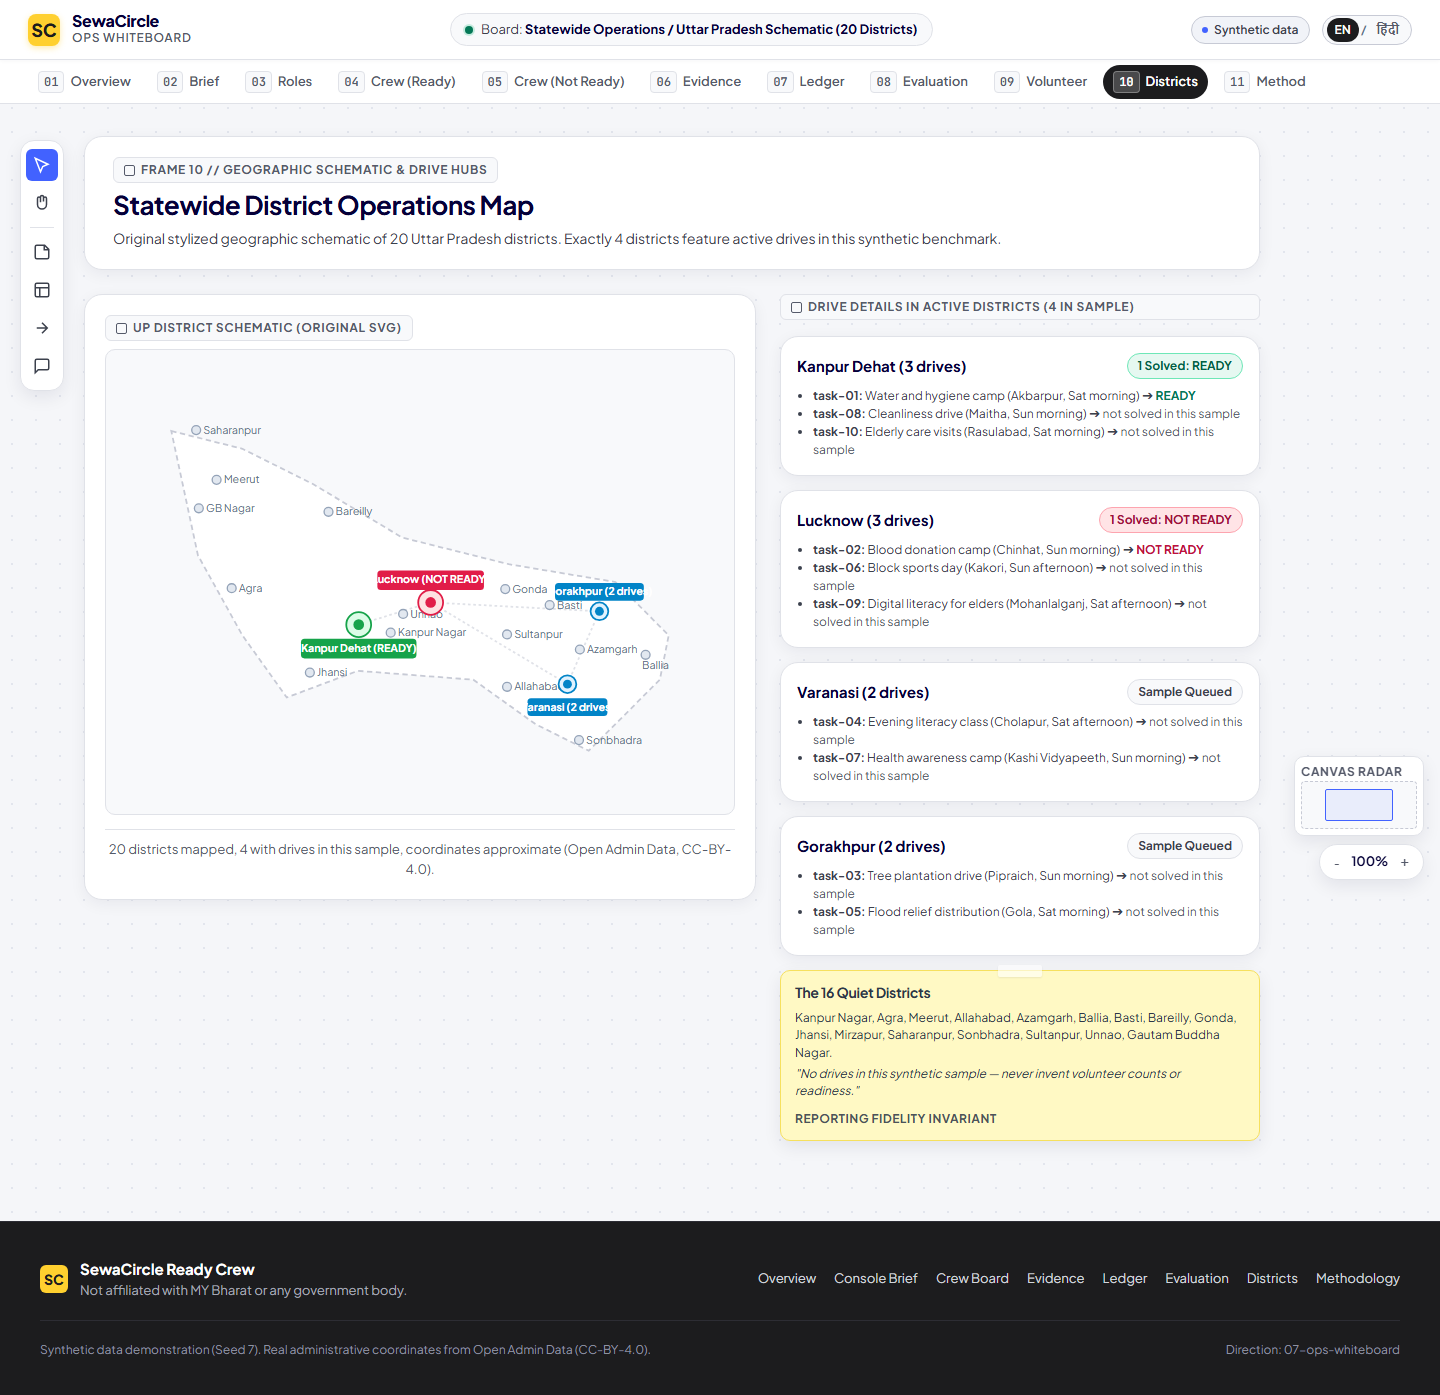 SC
SewaCircle
OPS WHITEBOARD
Board: Statewide Operations / Uttar Pradesh Schematic (20 Districts)
Synthetic data
EN / हिंदी
01 Overview
02 Brief
03 Roles
04 Crew (Ready)
05 Crew (Not Ready)
06 Evidence
07 Ledger
08 Evaluation
09 Volunteer
10 Districts
11 Method
FRAME 10 // GEOGRAPHIC SCHEMATIC & DRIVE HUBS
Statewide District Operations Map
Original stylized geographic schematic of 20 Uttar Pradesh districts. Exactly 4 districts feature active drives in this synthetic benchmark.
UP DISTRICT SCHEMATIC (ORIGINAL SVG)
Saharanpur
Meerut
GB Nagar
Bareilly
Agra
ucknow (NOT READY
Gonda
orakhpur (2 drive
Basti
Unnao
Kanpur Nagar
Sultanpur
Kanpur Dehat (READY)
Azamgarh
Ballia
Jhansi
Allahaba
aranasi (2 drives
Sonbhadra
20 districts mapped, 4 with drives in this sample, coordinates approximate (Open Admin Data, CC-BY-
4.0).
DRIVE DETAILS IN ACTIVE DISTRICTS (4 IN SAMPLE)
Kanpur Dehat (3 drives)
1 Solved: READY
• task-01: Water and hygiene camp (Akbarpur, Sat morning) ➔ READY
• task-08: Cleanliness drive (Maitha, Sun morning) ➔ not solved in this sample
• task-10: Elderly care visits (Rasulabad, Sat morning) ➔ not solved in this
sample
Lucknow (3 drives)
1 Solved: NOT READY
• task-02: Blood donation camp (Chinhat, Sun morning) ➔ NOT READY
• task-06: Block sports day (Kakori, Sun afternoon) ➔ not solved in this
sample
• task-09: Digital literacy for elders (Mohanlalganj, Sat afternoon) ➔ not
solved in this sample
Varanasi (2 drives)
Sample Queued
• task-04: Evening literacy class (Cholapur, Sat afternoon) ➔ not solved in this
sample
• task-07: Health awareness camp (Kashi Vidyapeeth, Sun morning) ➔ not
solved in this sample
Gorakhpur (2 drives)
Sample Queued
• task-03: Tree plantation drive (Pipraich, Sun morning) ➔ not solved in this
sample
• task-05: Flood relief distribution (Gola, Sat morning) ➔ not solved in this
sample
The 16 Quiet Districts
Kanpur Nagar, Agra, Meerut, Allahabad, Azamgarh, Ballia, Basti, Bareilly, Gonda,
Jhansi, Mirzapur, Saharanpur, Sonbhadra, Sultanpur, Unnao, Gautam Buddha
Nagar.
"No drives in this synthetic sample — never invent volunteer counts or
readiness."
REPORTING FIDELITY INVARIANT
CANVAS RADAR
- 100% +
SC
SewaCircle Ready Crew
Not affiliated with MY Bharat or any government body.
Overview
Console Brief
Crew Board
Evidence
Ledger
Evaluation
Districts
Methodology
Synthetic data demonstration (Seed 7). Real administrative coordinates from Open Admin Data (CC-BY-4.0).
Direction: 07-ops-whiteboard